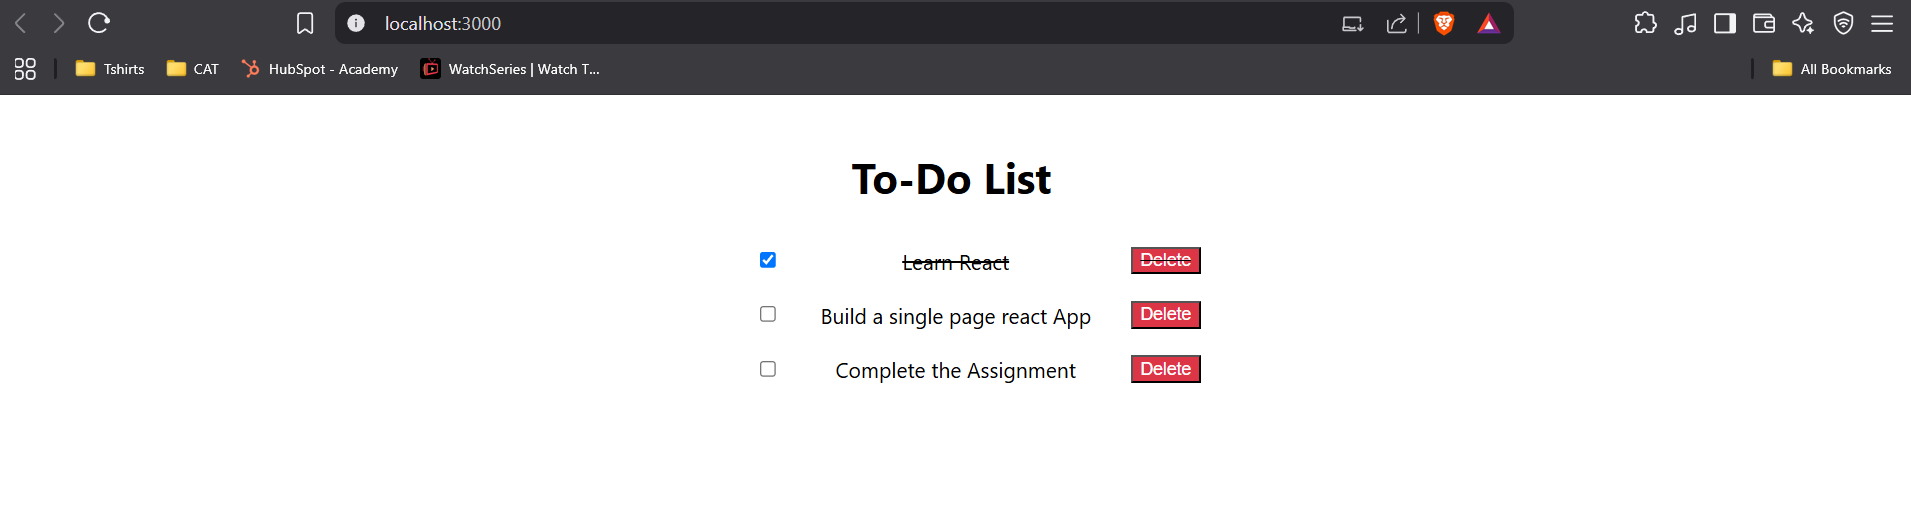 localhost:3000
Tshirts CAT HubSpot - Academy WatchSeries | Watch T... All Bookmarks
To-Do List
Learn React Delete
Build a single page react App Delete
Complete the Assignment Delete